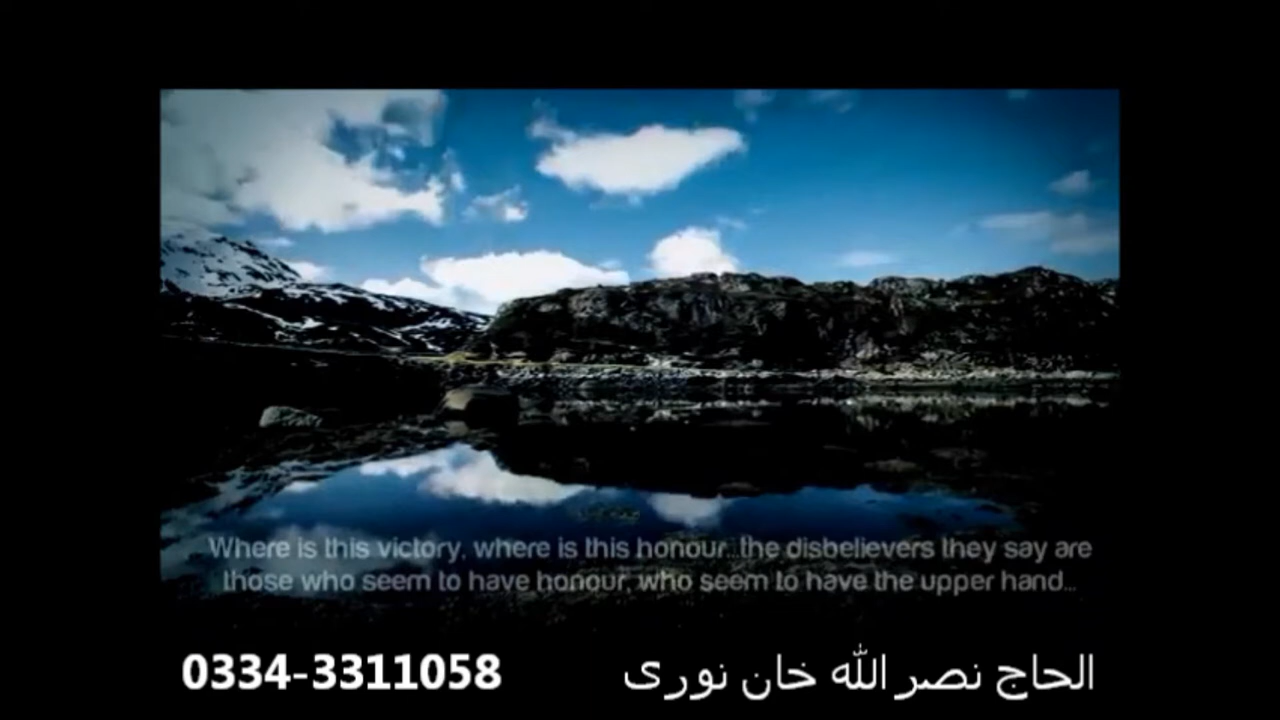 Where is this victory, where is this honour...the disbelievers they say are
those who seem to have honour, who seem to have the upper hand...
0334-3311058 الحاج نصر الله خان نوری